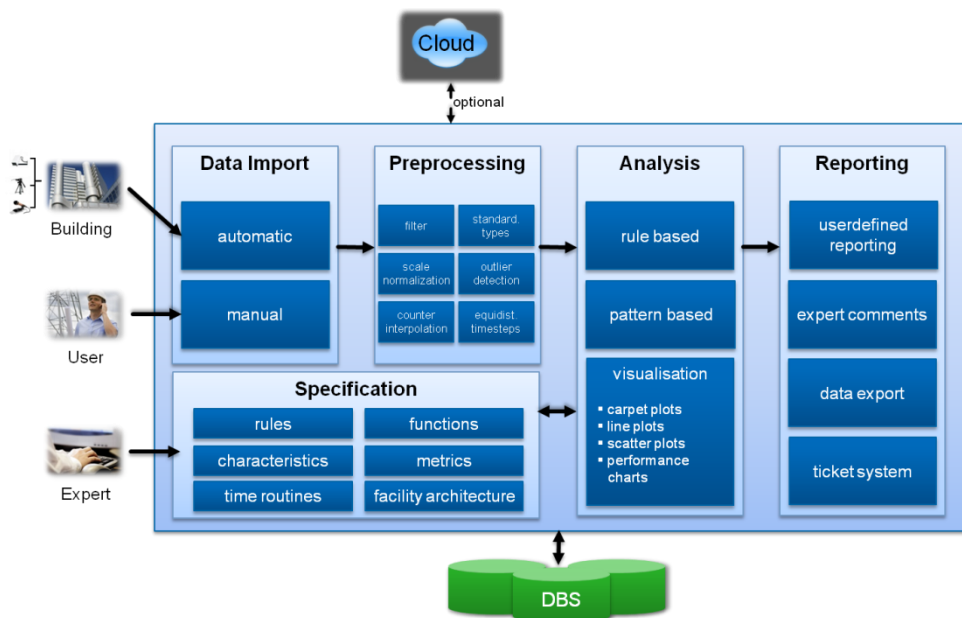 Cloud
optional
Data Import
Preprocessing
Analysis
Reporting
Building
automatic
filter
standard.
types
rule based
userdefined
reporting
scale
normalization
outlier
detection
User
manual
counter
interpolation
equidist.
timesteps
pattern based
expert comments
Specification
visualisation
data export
rules
functions
▪ carpet plots
▪ line plots
▪ scatter plots
▪ performance
charts
Expert
characteristics
metrics
ticket system
time routines
facility architecture
DBS